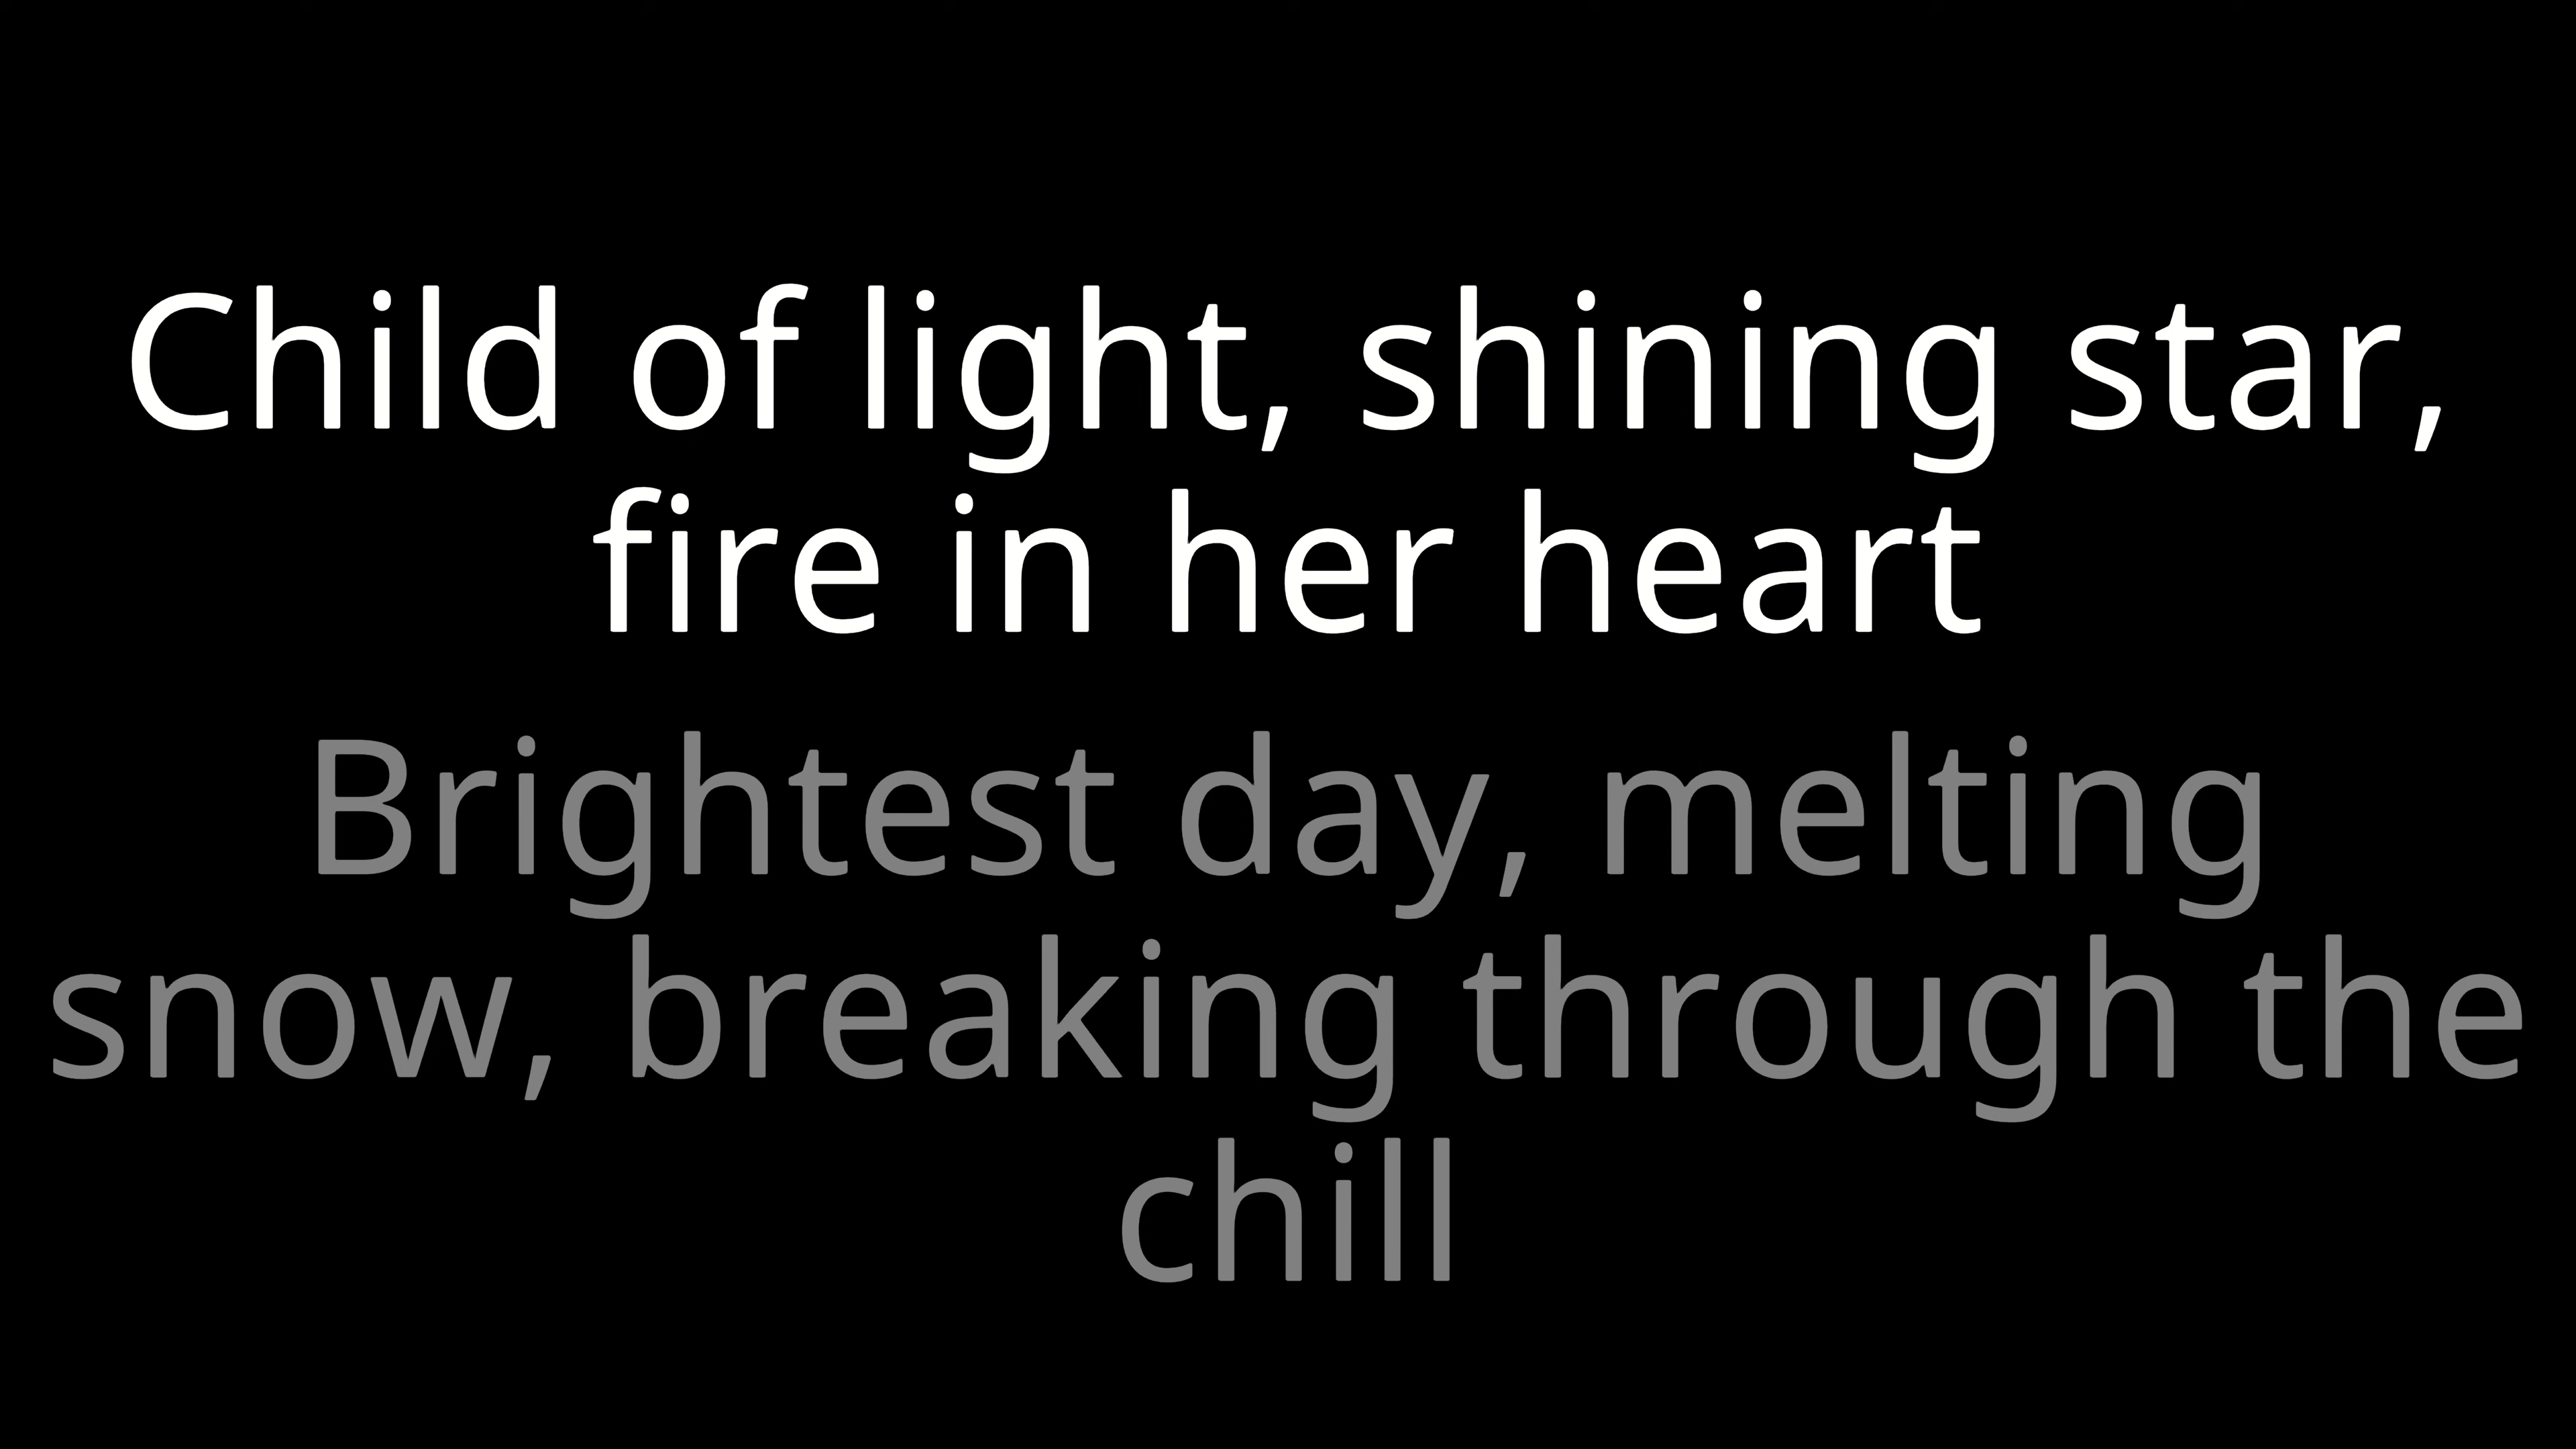 Child of light, shining star,
fire in her heart
Brightest day, melting
snow, breaking through the
chill